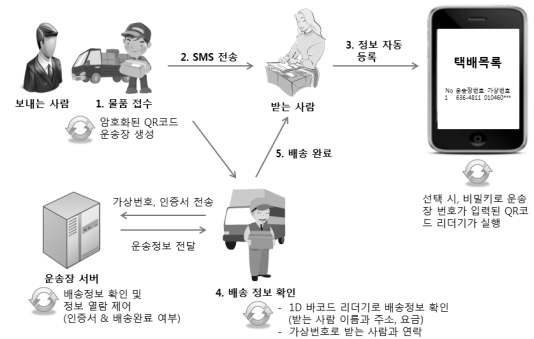 2. SMS 전송
3. 정보 자동
등록
택배목록
No 운송장번호 가상번호
1 636-4811 010460***
보내는 사람
1. 물품 접수
받는 사람
암호화된 QR코드
운송장 생성
5. 배송 완료
선택 시, 비밀키로 운송
장 번호가 입력된 QR코
드 리더기가 실행
가상번호, 인증서 전송
운송정보 전달
운송장 서버
배송정보 확인 및
정보 열람 제어
(인증서 & 배송완료 여부)
4. 배송 정보 확인
- 1D 바코드 리더기로 배송정보 확인
(받는 사람 이름과 주소, 요금)
- 가상번호로 받는 사람과 연락